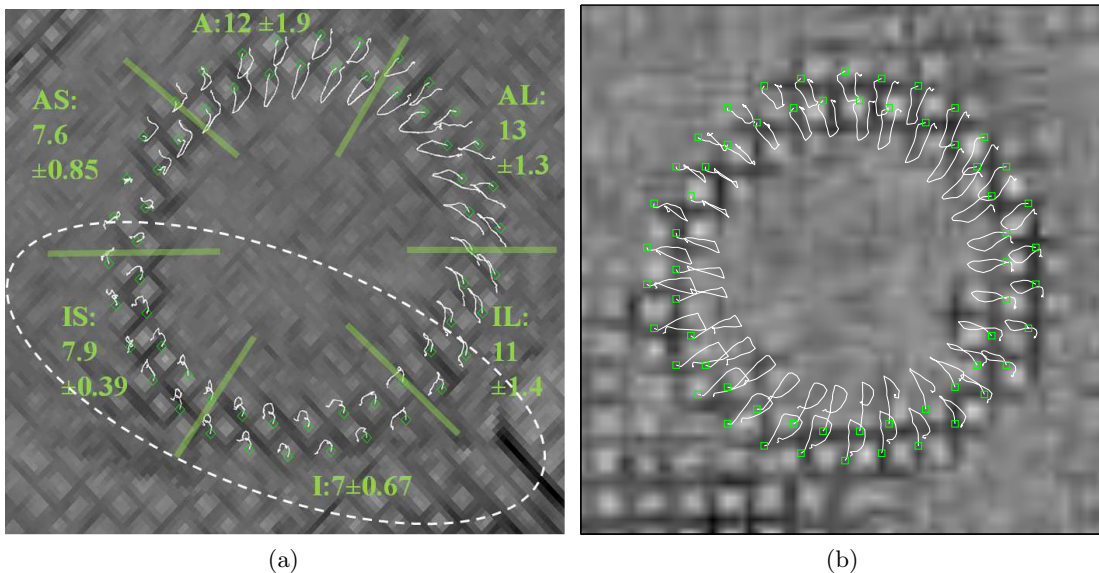 A:12 ±1.9
AS:
7.6
±0.85
AL:
13
±1.3
IS:
7.9
±0.39
IL:
11
±1.4
I:7±0.67
(a)
(b)